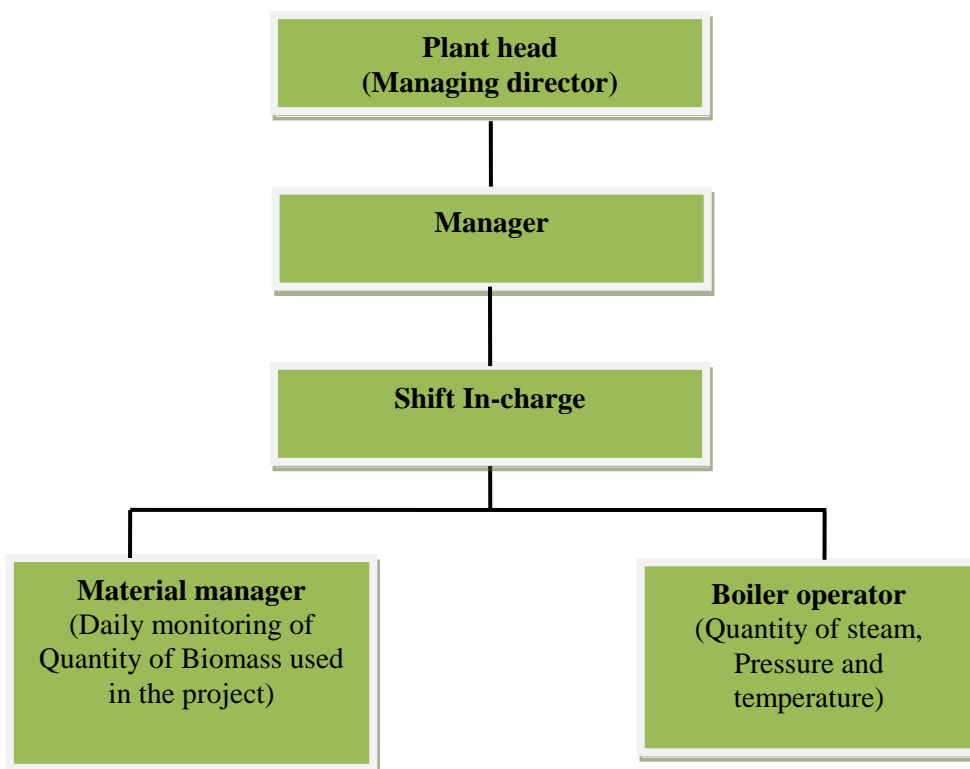 Plant head
(Managing director)
Manager
Shift In-charge
Material manager
(Daily monitoring of
Quantity of Biomass used
in the project)
Boiler operator
(Quantity of steam,
Pressure and
temperature)